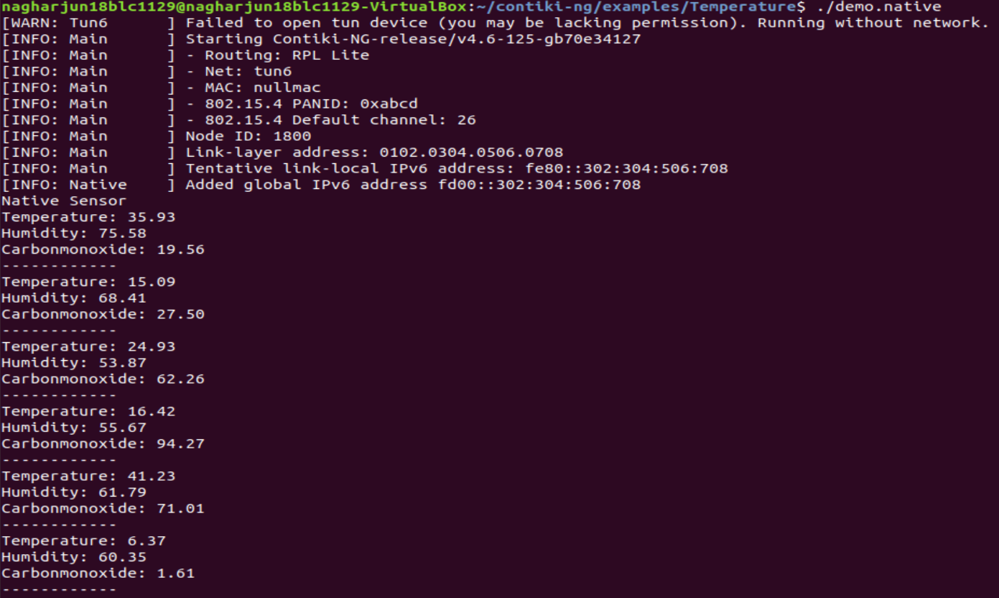 nagharjun18blc1129@nagharjun18blc1129-VirtualBox:~/contiki-ng/examples/Temperature$ ./demo.native
[WARN: Tun6      ] Failed to open tun device (you may be lacking permission). Running without network.
[INFO: Main      ] Starting Contiki-NG-release/v4.6-125-gb70e34127
[INFO: Main      ] - Routing: RPL Lite
[INFO: Main      ] - Net: tun6
[INFO: Main      ] - MAC: nullmac
[INFO: Main      ] - 802.15.4 PANID: 0xabcd
[INFO: Main      ] - 802.15.4 Default channel: 26
[INFO: Main      ] Node ID: 1800
[INFO: Main      ] Link-layer address: 0102.0304.0506.0708
[INFO: Main      ] Tentative link-local IPv6 address: fe80::302:304:506:708
[INFO: Native    ] Added global IPv6 address fd00::302:304:506:708
Native Sensor
Temperature: 35.93
Humidity: 75.58
Carbonmonoxide: 19.56
------------
Temperature: 15.09
Humidity: 68.41
Carbonmonoxide: 27.50
------------
Temperature: 24.93
Humidity: 53.87
Carbonmonoxide: 62.26
------------
Temperature: 16.42
Humidity: 55.67
Carbonmonoxide: 94.27
------------
Temperature: 41.23
Humidity: 61.79
Carbonmonoxide: 71.01
------------
Temperature: 6.37
Humidity: 60.35
Carbonmonoxide: 1.61
------------